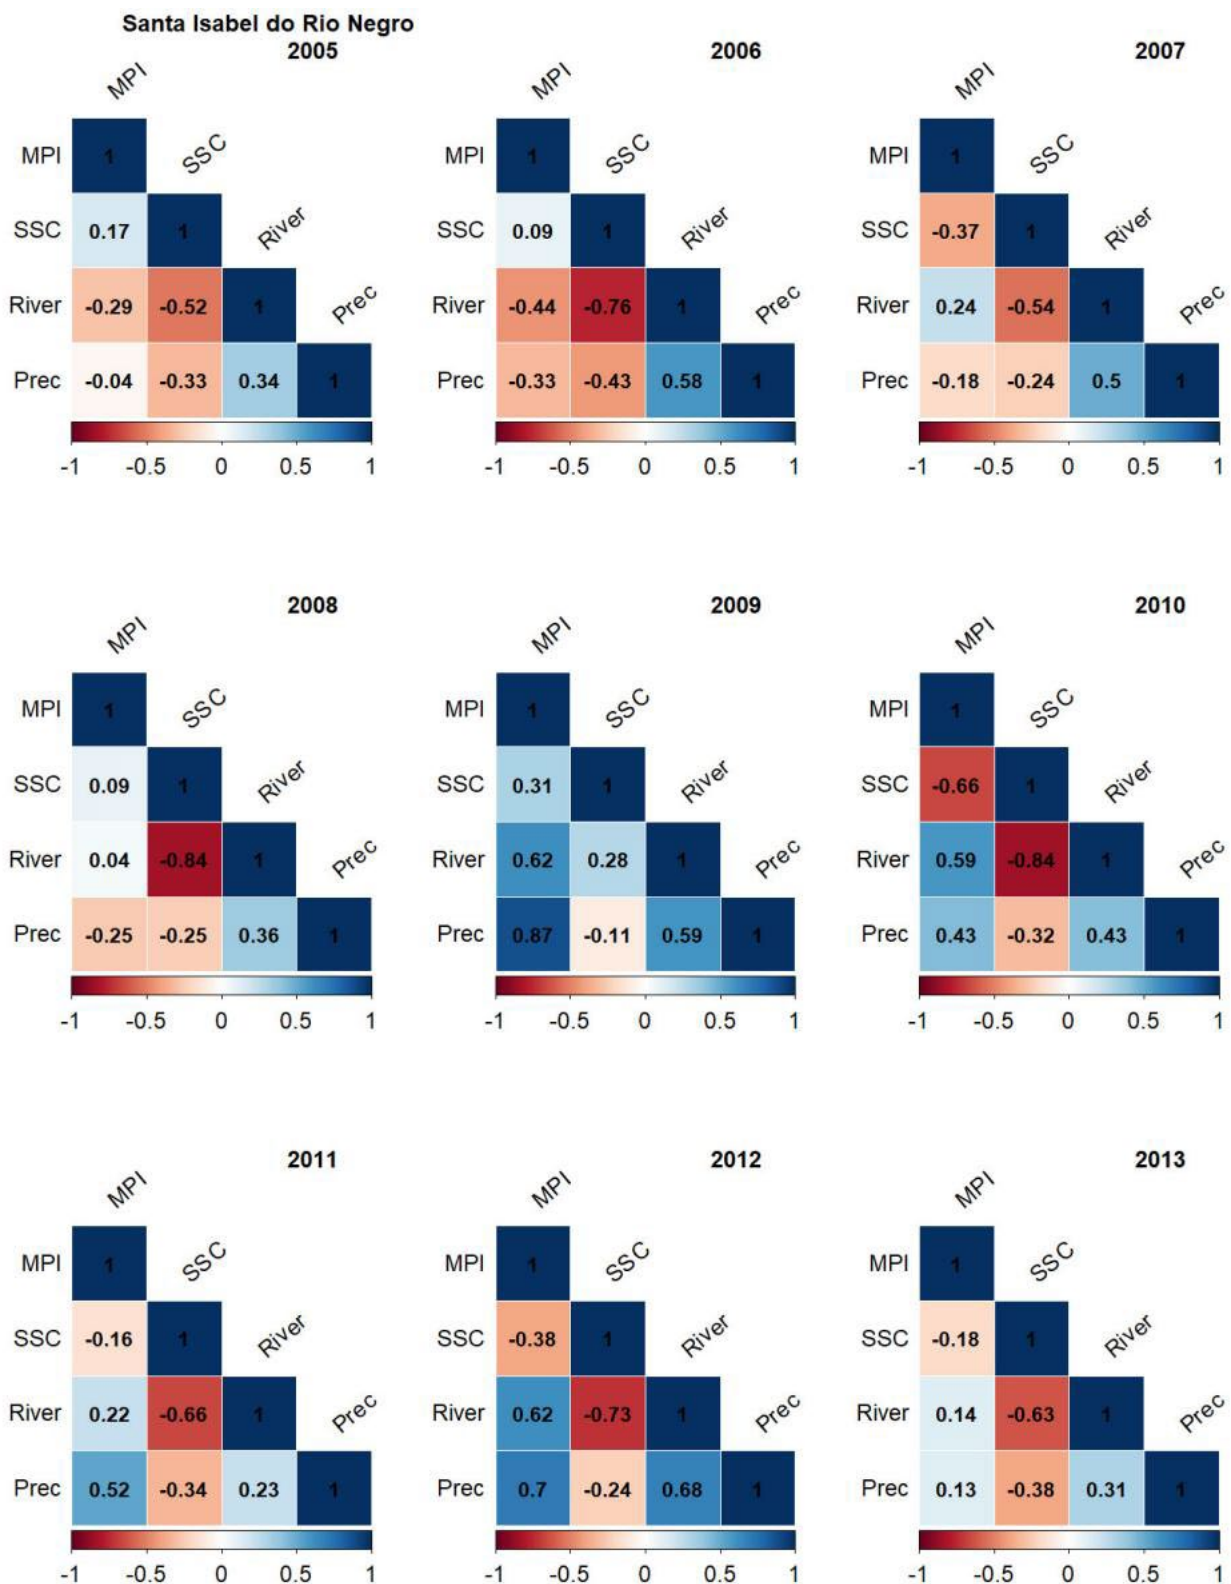 Santa Isabel do Rio Negro
2005
MPI
MPI 1 SSC
SSC 0.17 1 River
River -0.29 -0.52 1 Prec
Prec -0.04 -0.33 0.34 1
-1 -0.5 0 0.5 1
2006
MPI
MPI 1 SSC
SSC 0.09 1 River
River -0.44 -0.76 1 Prec
Prec -0.33 -0.43 0.58 1
-1 -0.5 0 0.5 1
2007
MPI
MPI 1 SSC
SSC -0.37 1 River
River 0.24 -0.54 1 Prec
Prec -0.18 -0.24 0.5 1
-1 -0.5 0 0.5 1
2008
MPI
MPI 1 SSC
SSC 0.09 1 River
River 0.04 -0.84 1 Prec
Prec -0.25 -0.25 0.36 1
-1 -0.5 0 0.5 1
2009
MPI
MPI 1 SSC
SSC 0.31 1 River
River 0.62 0.28 1 Prec
Prec 0.87 -0.11 0.59 1
-1 -0.5 0 0.5 1
2010
MPI
MPI 1 SSC
SSC -0.66 1 River
River 0.59 -0.84 1 Prec
Prec 0.43 -0.32 0.43 1
-1 -0.5 0 0.5 1
2011
MPI
MPI 1 SSC
SSC -0.16 1 River
River 0.22 -0.66 1 Prec
Prec 0.52 -0.34 0.23 1
-1 -0.5 0 0.5 1
2012
MPI
MPI 1 SSC
SSC -0.38 1 River
River 0.62 -0.73 1 Prec
Prec 0.7 -0.24 0.68 1
-1 -0.5 0 0.5 1
2013
MPI
MPI 1 SSC
SSC -0.18 1 River
River 0.14 -0.63 1 Prec
Prec 0.13 -0.38 0.31 1
-1 -0.5 0 0.5 1